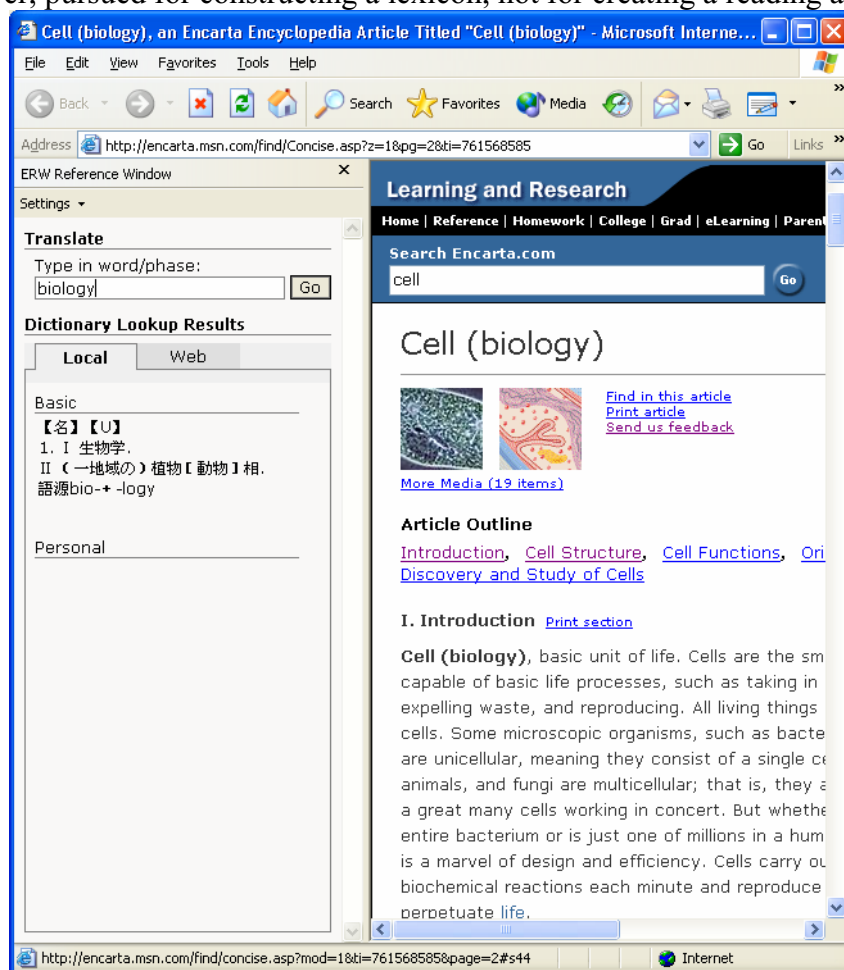 er, pursued for constructing a lexicon, not for creating a reading a
Cell (biology), an Encarta Encyclopedia Article Titled "Cell (biology)" - Microsoft Interne...
File Edit View Favorites Tools Help
Back Search Favorites Media
Address http://encarta.msn.com/find/Concise.asp?z=1&pg=2&ti=761568585 Go Links
ERW Reference Window
Settings
Translate
Type in word/phase:
biology Go
Dictionary Lookup Results
Local Web
Basic
【名】【U】
1. I 生物学.
II (一地域の)植物[動物]相.
語源bio-+ -logy
Personal
Learning and Research
Home | Reference | Homework | College | Grad | eLearning | Paren
Search Encarta.com
cell Go
Cell (biology)
Find in this article
Print article
Send us feedback
More Media (19 items)
Article Outline
Introduction, Cell Structure, Cell Functions, Ori
Discovery and Study of Cells
I. Introduction Print section
Cell (biology), basic unit of life. Cells are the sm
capable of basic life processes, such as taking in
expelling waste, and reproducing. All living things
cells. Some microscopic organisms, such as bacte
are unicellular, meaning they consist of a single ce
animals, and fungi are multicellular; that is, they a
a great many cells working in concert. But whethe
entire bacterium or is just one of millions in a hum
is a marvel of design and efficiency. Cells carry ou
biochemical reactions each minute and reproduce
perpetuate life.
http://encarta.msn.com/find/concise.asp?mod=1&ti=761568585&page=2#s44 Internet